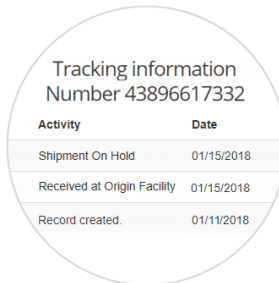 Tracking information
Number 43896617332
Activity Date
Shipment On Hold 01/15/2018
Received at Origin Facility 01/15/2018
Record created. 01/11/2018